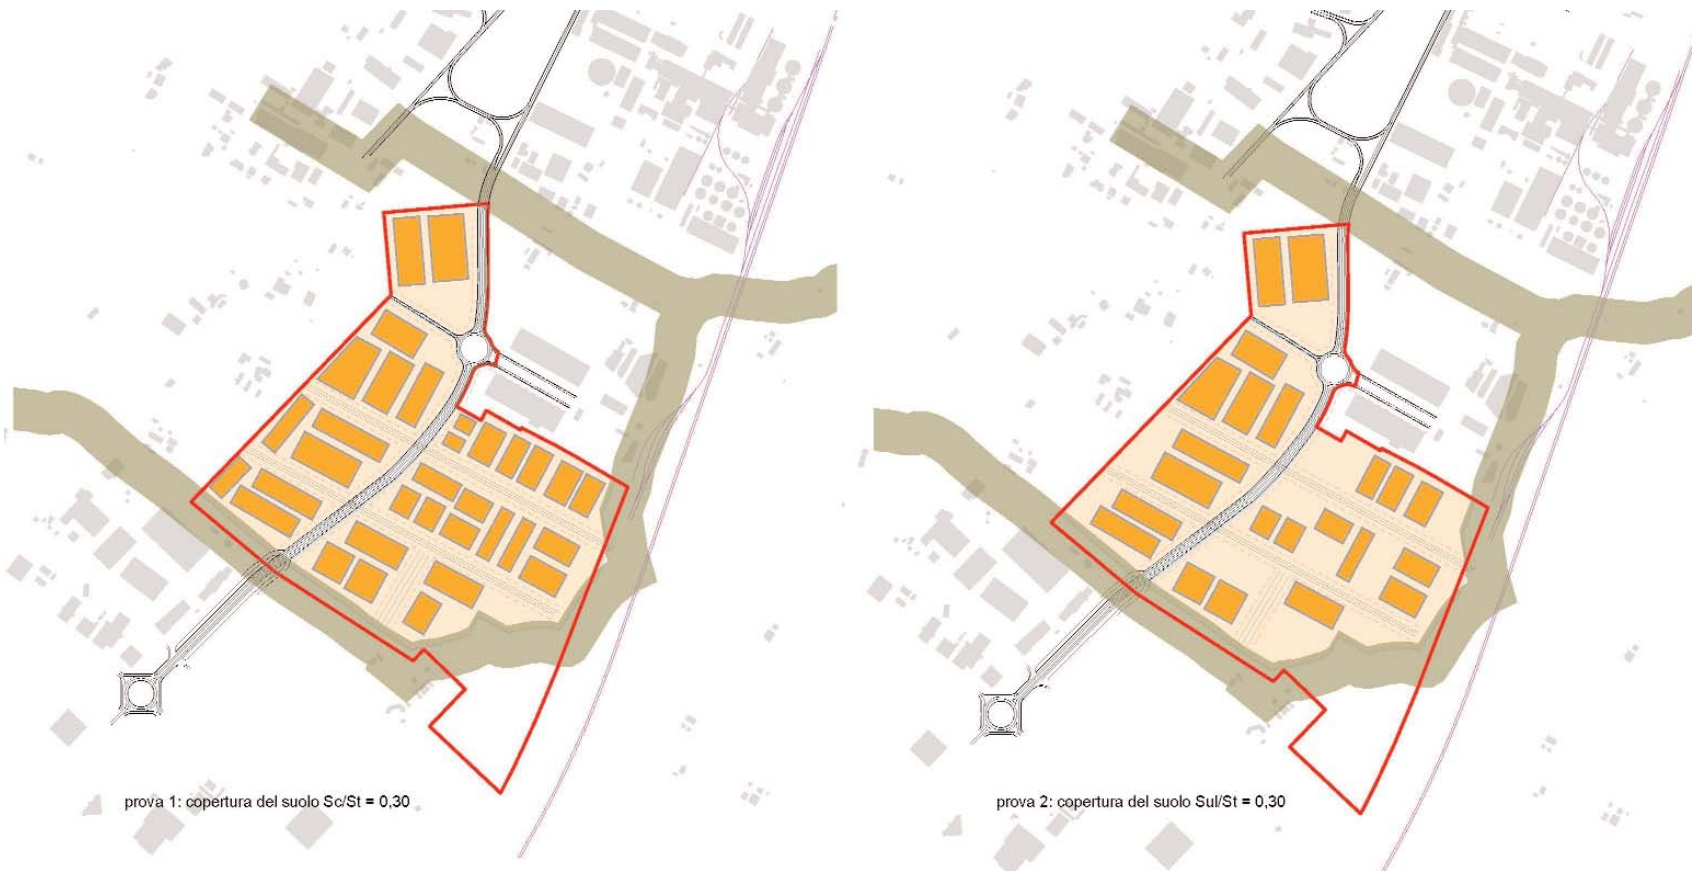 prova 1: copertura del suolo Sc/St = 0,30
prova 2: copertura del suolo Sul/St = 0,30